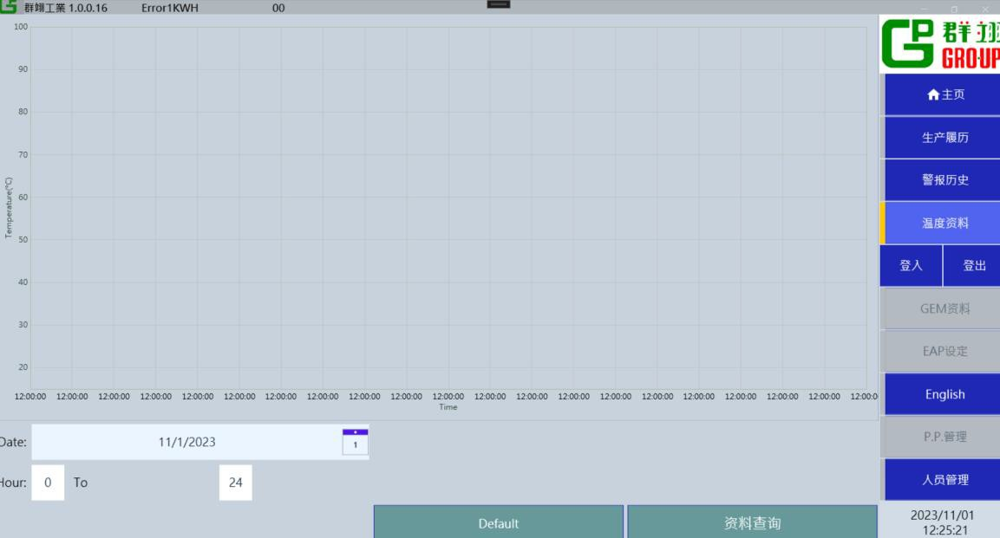 群翊工業 1.0.0.16 Error1KWH 00
群翊
GROUP
100
90
80
70
60
50
40
30
20
Temperature(°C)
12:00:00 12:00:00 12:00:00 12:00:00 12:00:00 12:00:00 12:00:00 12:00:00 12:00:00 12:00:00 12:00:00 12:00:00 12:00:00 12:00:00 12:00:00 12:00:00 12:00:00 12:00:00 12:00:00 12:00:00 12:00:0
Time
主页
生产履历
警报历史
温度资料
登入 登出
GEM资料
EAP设定
English
P.P.管理
人员管理
Date: 11/1/2023 1
Hour: 0 To 24
Default 资料查询
2023/11/01
12:25:21